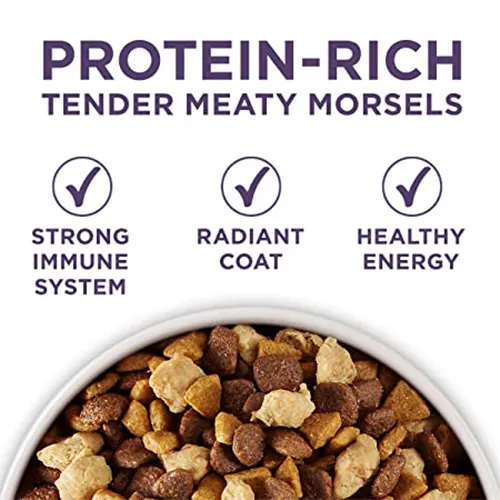 PROTEIN-RICH
TENDER MEATY MORSELS
STRONG
IMMUNE
SYSTEM
RADIANT
COAT
HEALTHY
ENERGY